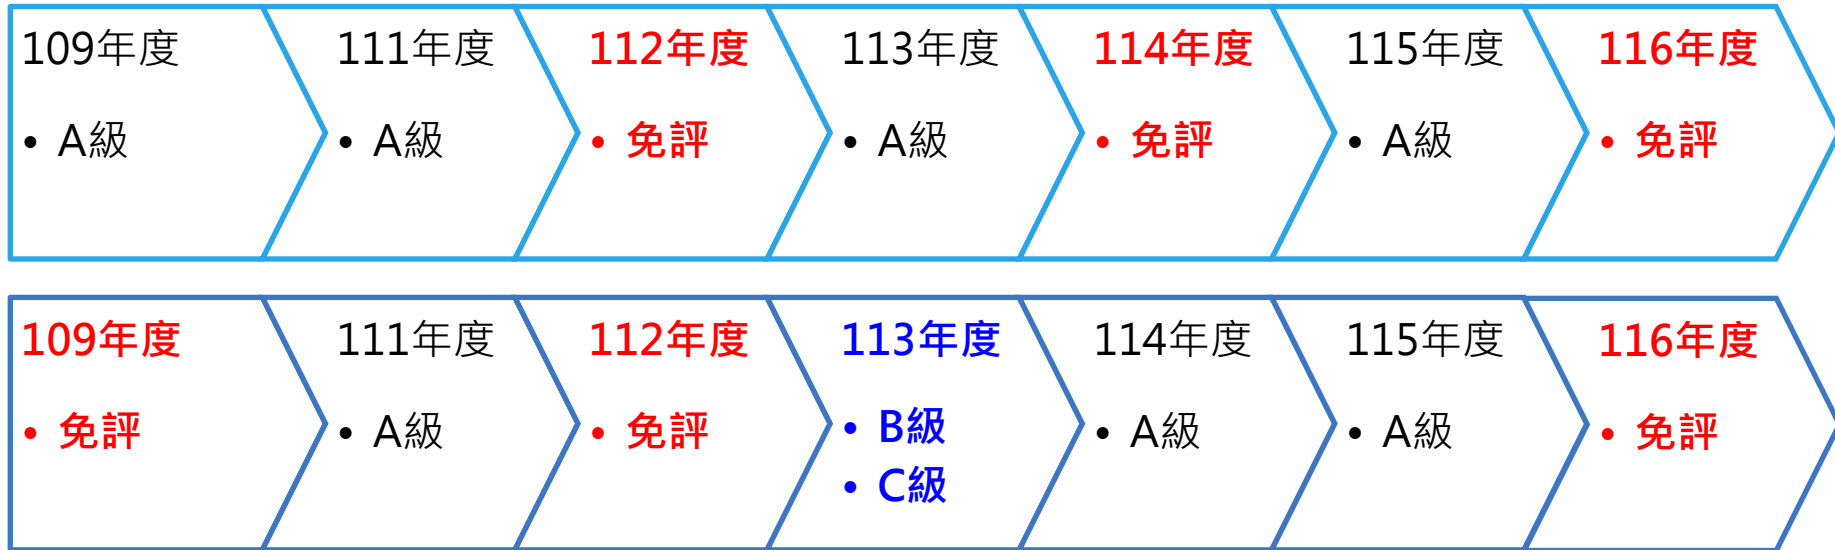 109年度
• A級
111年度
• A級
112年度
• 免評
113年度
• A級
114年度
• 免評
115年度
• A級
116年度
• 免評
109年度
• 免評
111年度
• A級
112年度
• 免評
113年度
• B級
• C級
114年度
• A級
115年度
• A級
116年度
• 免評